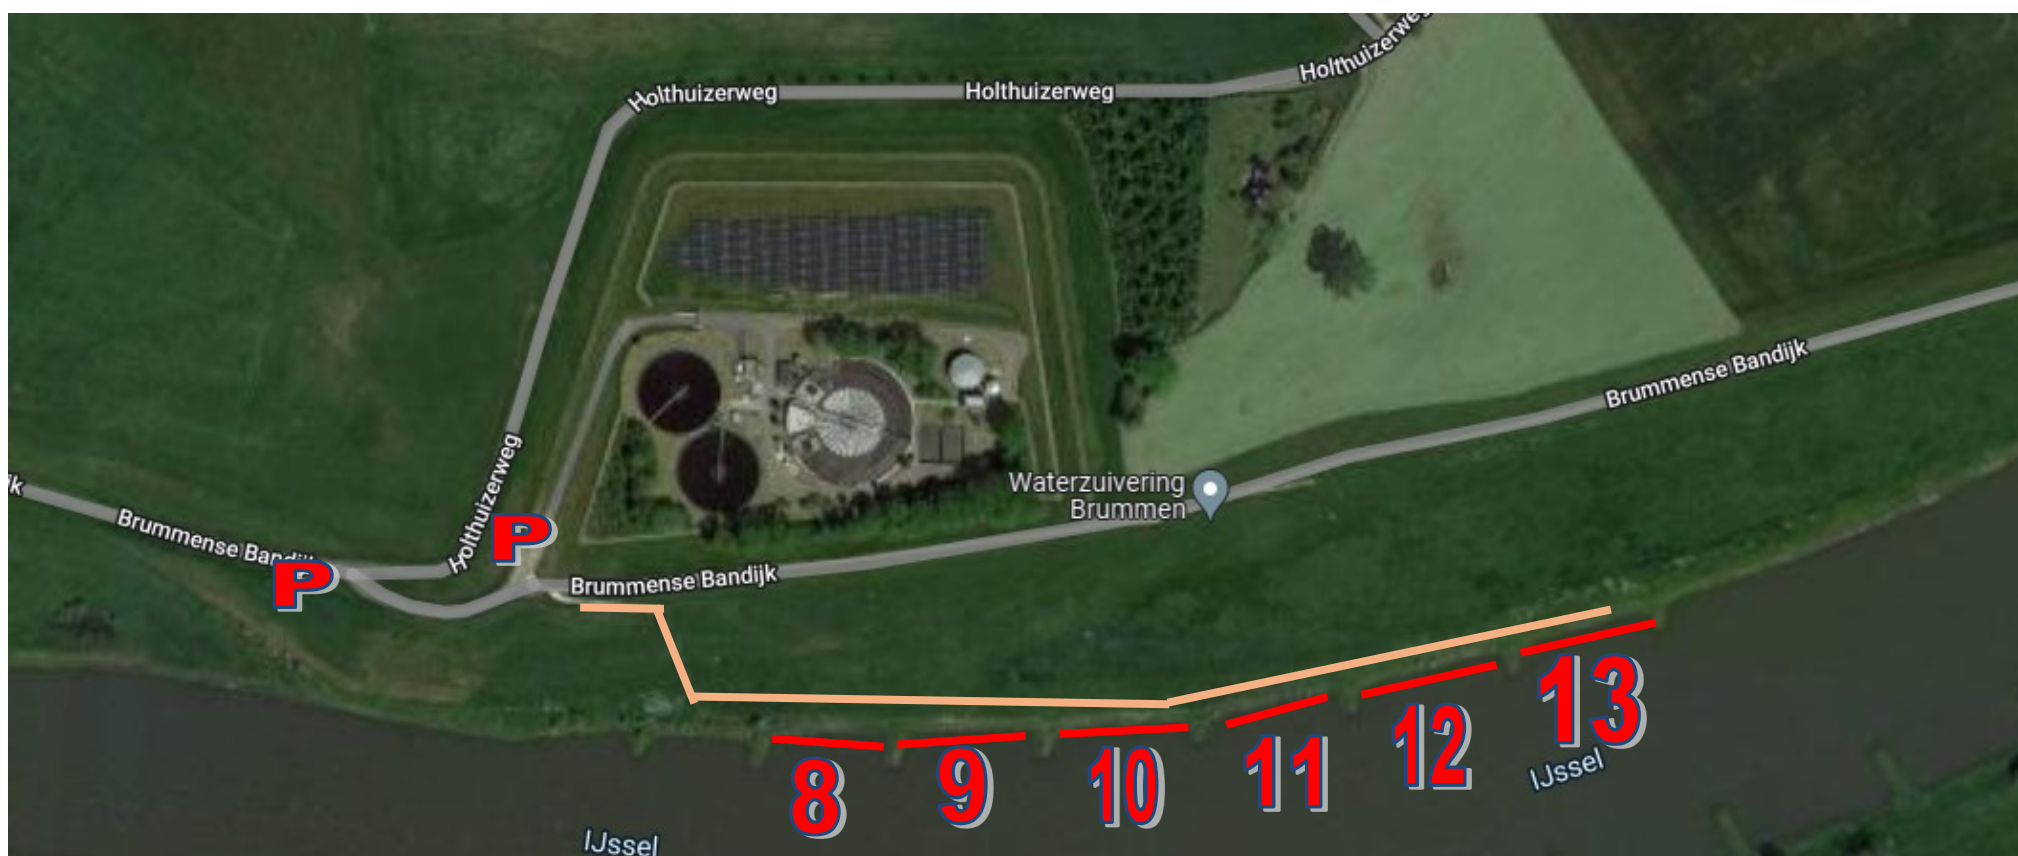 Holthuizerweg
Holthuizerweg
Holthuizerweg
Holthuizerweg
Brummense Bandijk
Waterzuivering
Brummen
jk
Brummense
P
P
Brummense Bandijk
8
9
10
11
12
13
IJssel
IJssel